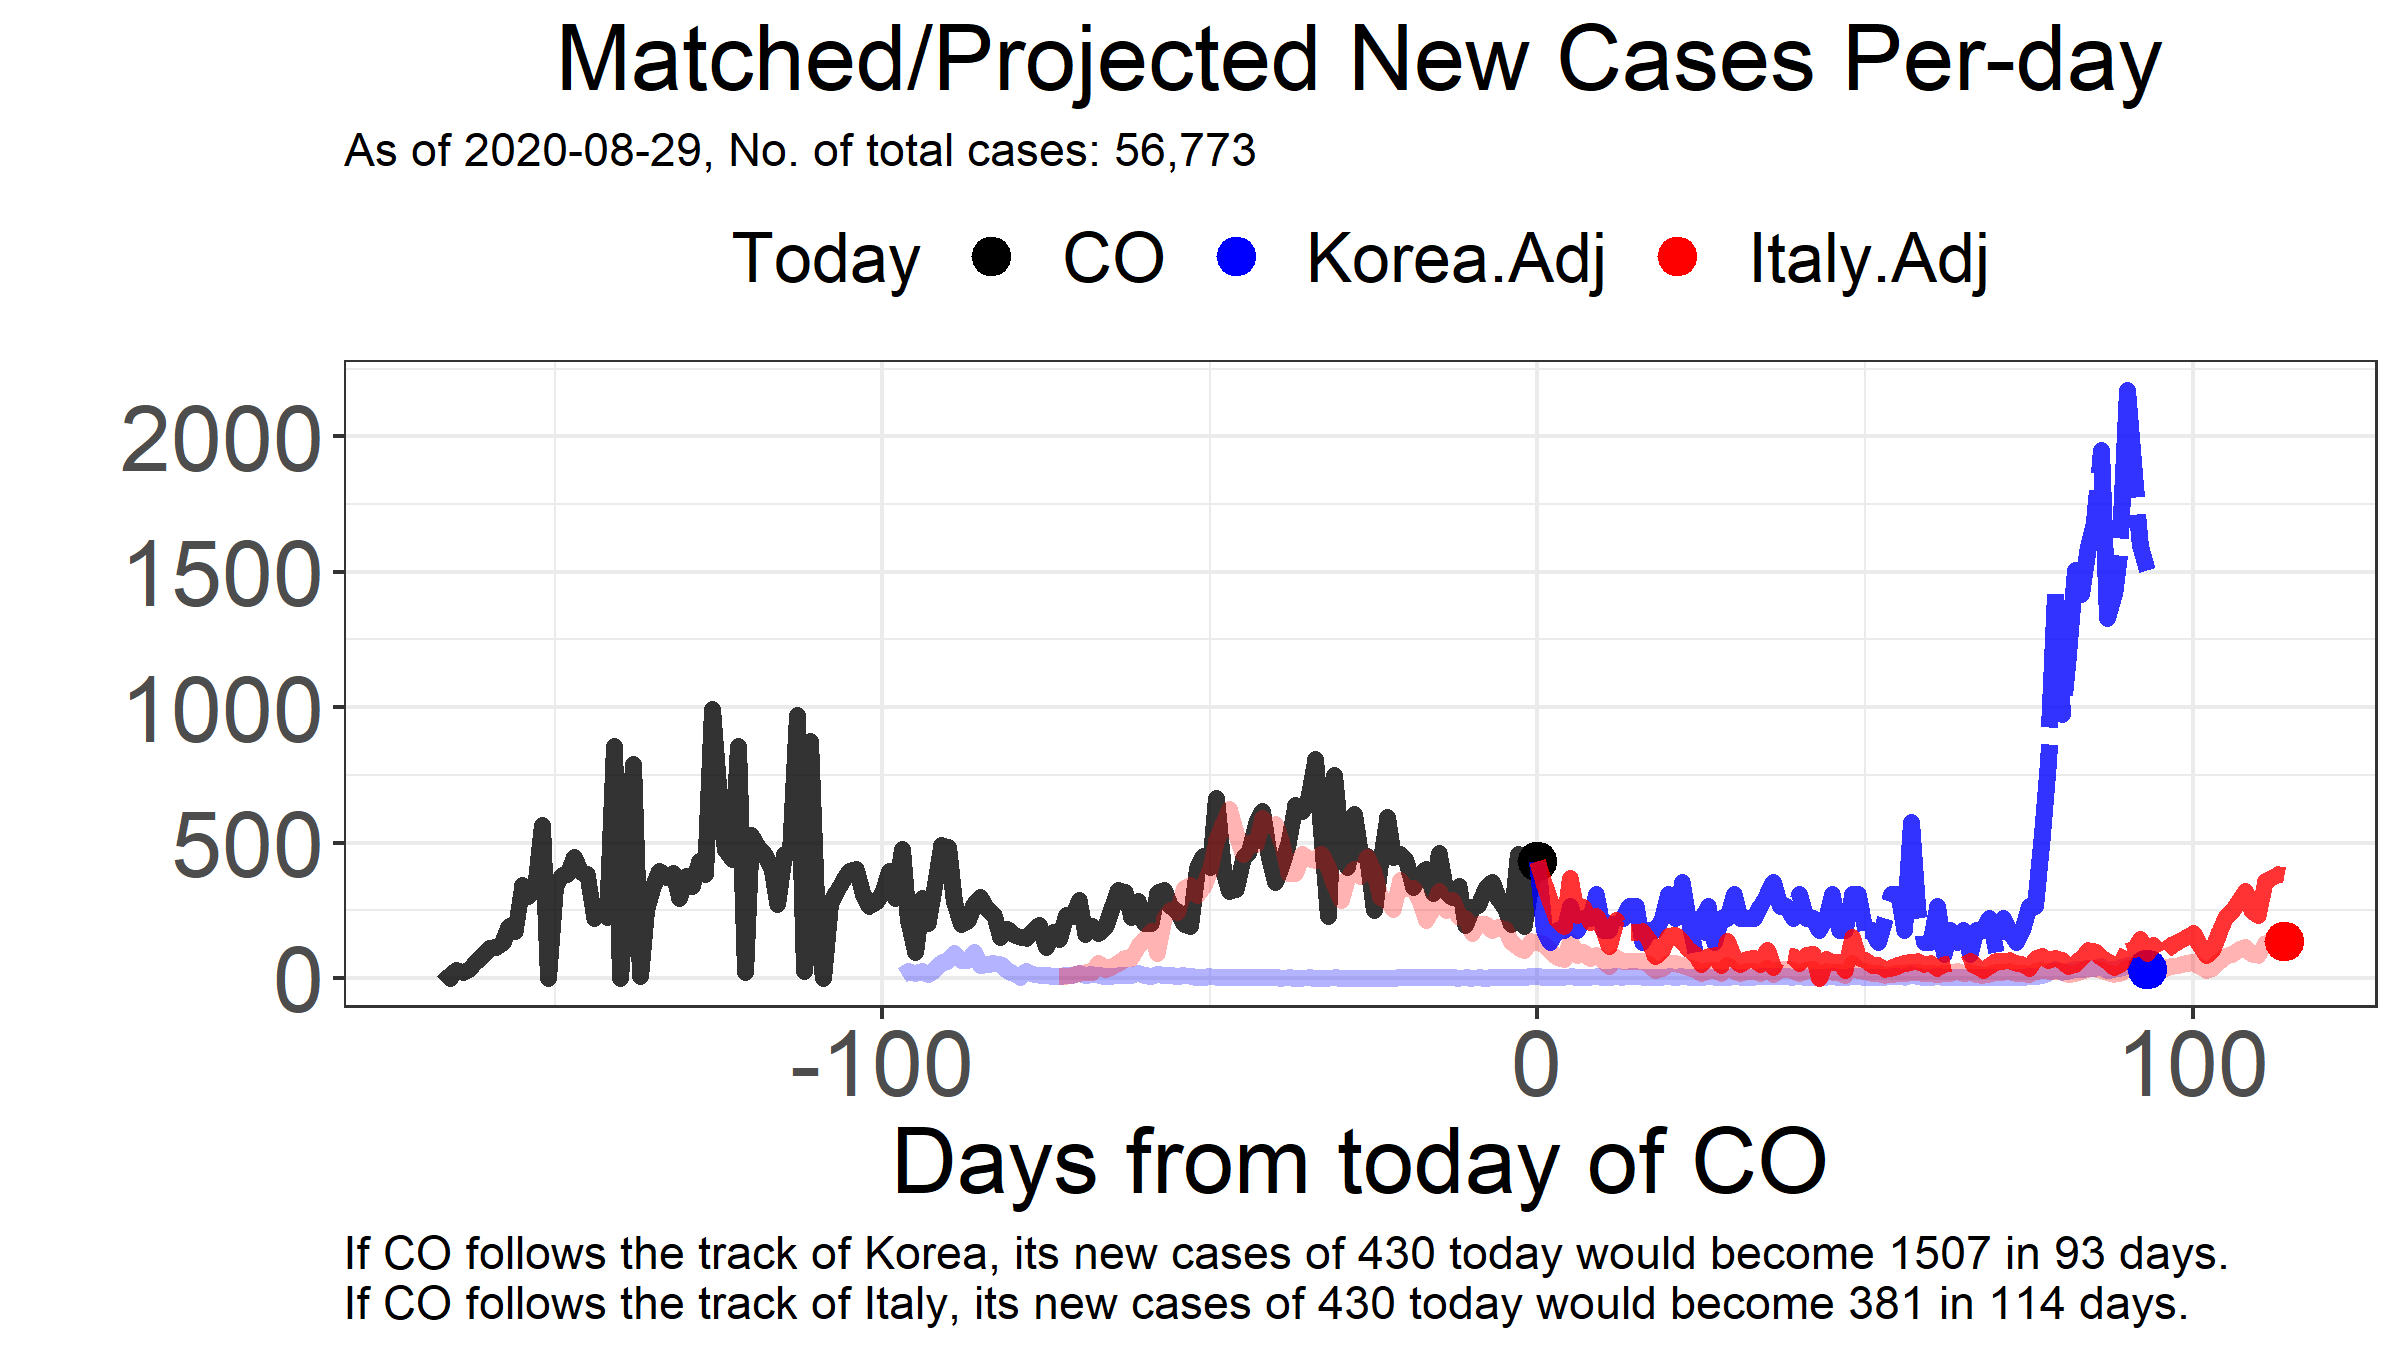 Matched/Projected New Cases Per-day
As of 2020-08-29, No. of total cases: 56,773
Today CO Korea.Adj Italy.Adj
2000
1500
1000
500
0
-100 0 100
Days from today of CO
If CO follows the track of Korea, its new cases of 430 today would become 1507 in 93 days.
If CO follows the track of Italy, its new cases of 430 today would become 381 in 114 days.